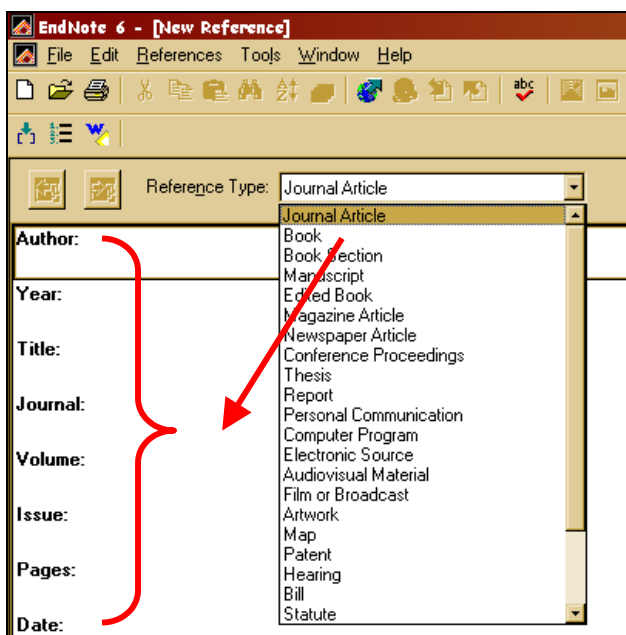 EndNote 6 - [New Reference]
File Edit References Tools Window Help
abc
W
Reference Type: Journal Article
Journal Article
Book
Book Section
Manuscript
Edited Book
Magazine Article
Newspaper Article
Conference Proceedings
Thesis
Report
Personal Communication
Computer Program
Electronic Source
Audiovisual Material
Film or Broadcast
Artwork
Map
Patent
Hearing
Bill
Statute
Author:
Year:
Title:
Journal:
Volume:
Issue:
Pages:
Date: